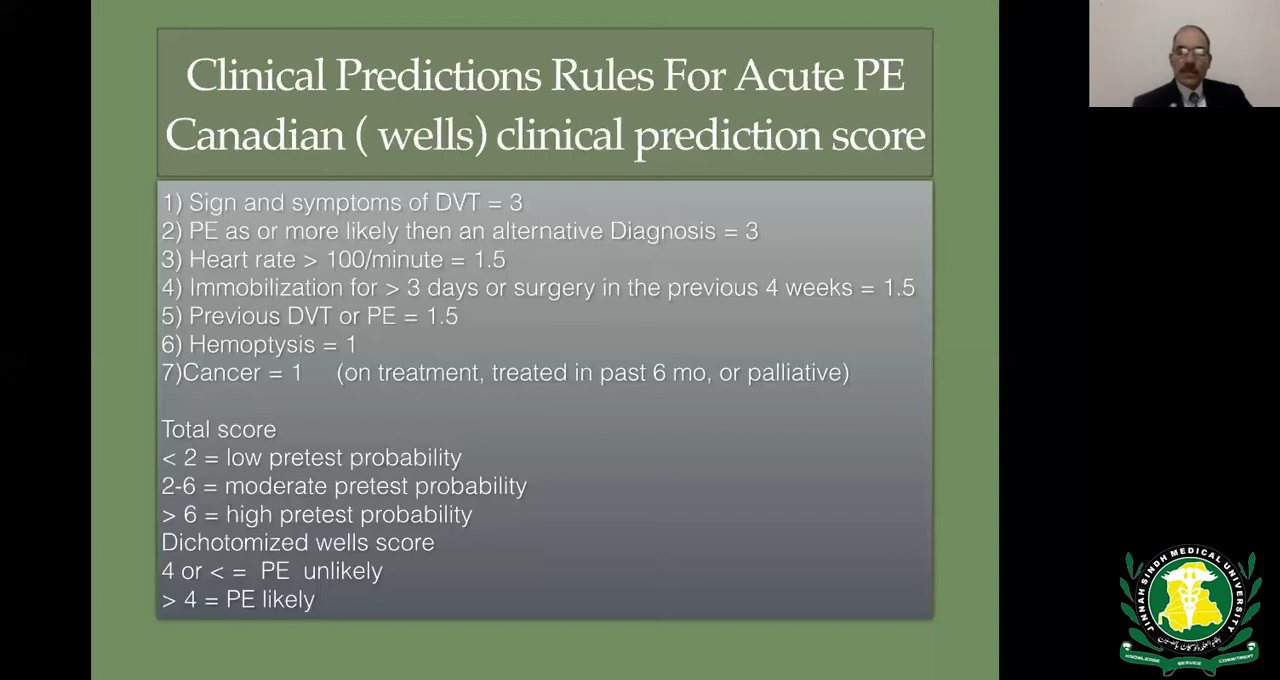 Clinical Predictions Rules For Acute PE
Canadian ( wells) clinical prediction score
1) Sign and symptoms of DVT = 3
2) PE as or more likely then an alternative Diagnosis = 3
3) Heart rate > 100/minute = 1.5
4) Immobilization for > 3 days or surgery in the previous 4 weeks = 1.5
5) Previous DVT or PE = 1.5
6) Hemoptysis = 1
7)Cancer = 1 (on treatment, treated in past 6 mo, or palliative)
Total score
< 2 = low pretest probability
2-6 = moderate pretest probability
> 6 = high pretest probability
Dichotomized wells score
4 or < = PE unlikely
> 4 = PE likely
JINNAH SINDH MEDICAL UNIVERSITY
KNOWLEDGE SERVICE COMMITMENT